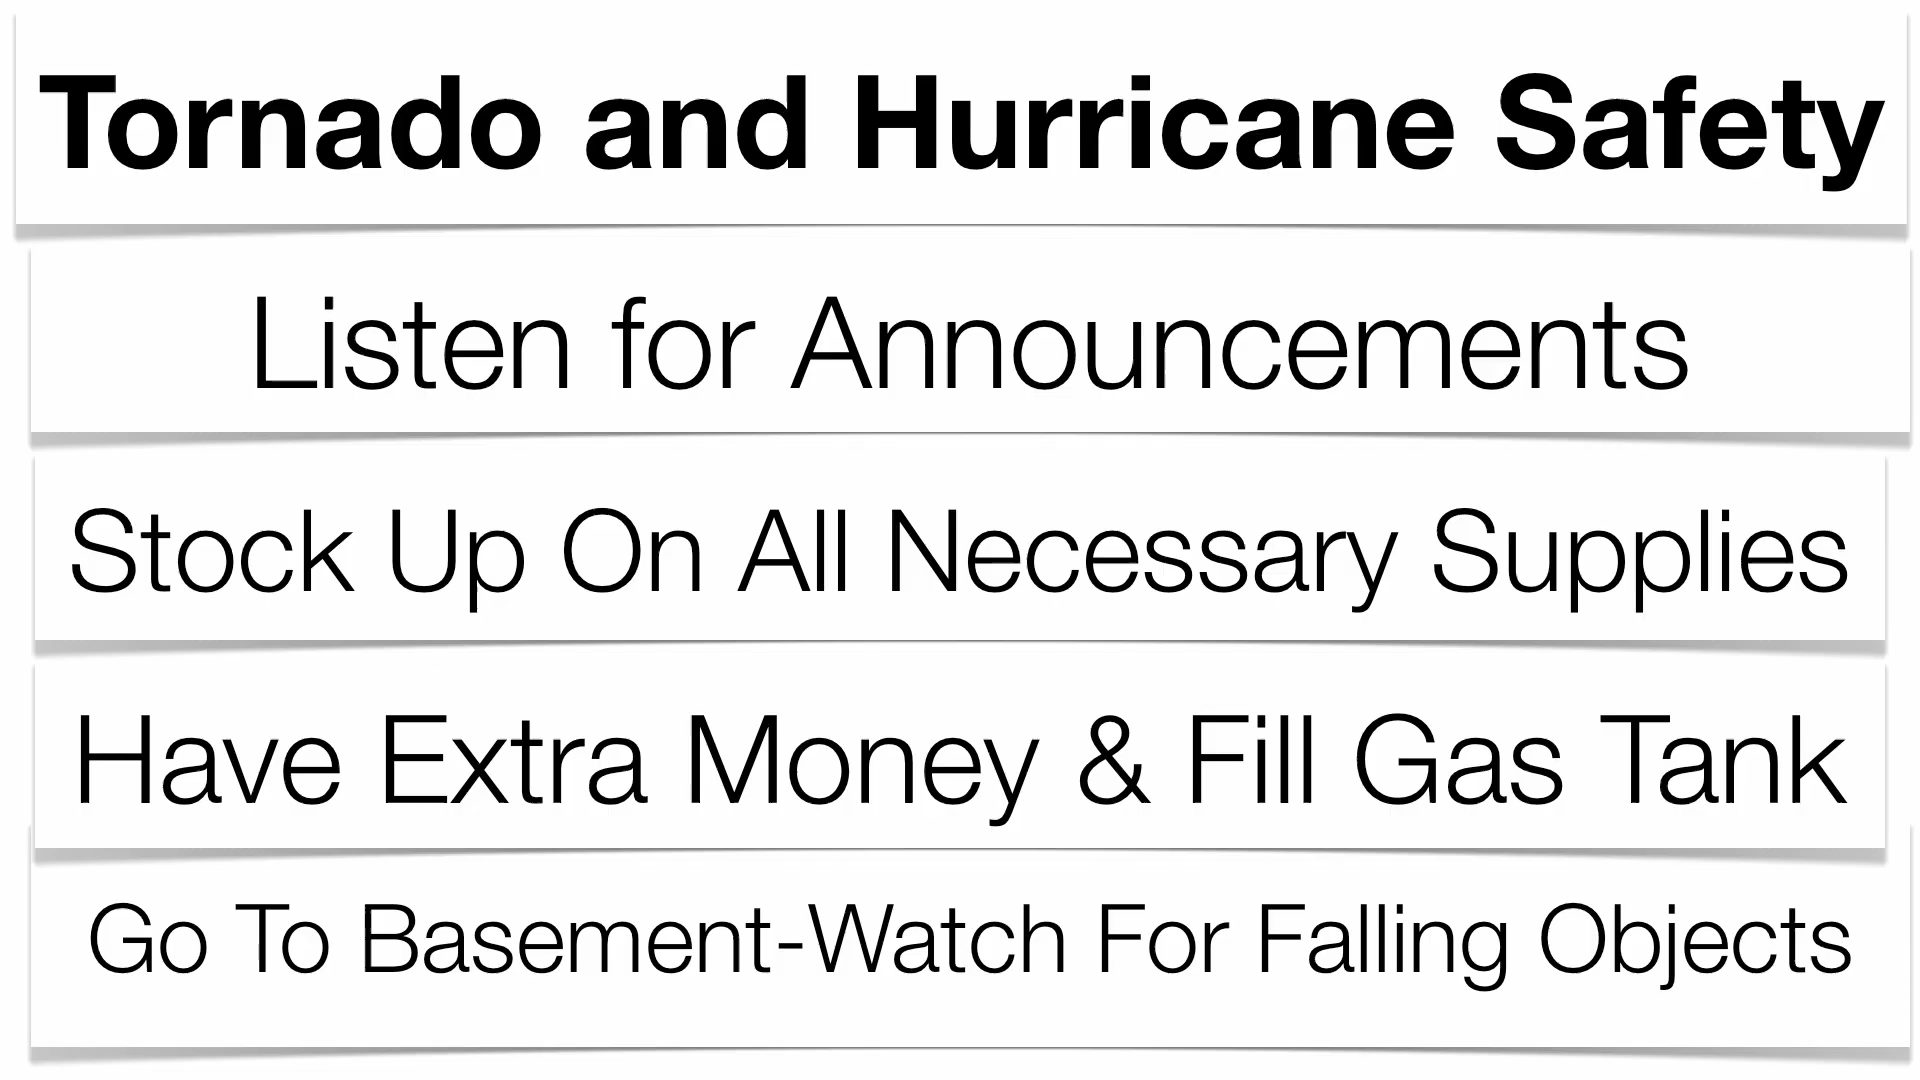 Tornado and Hurricane Safety
Listen for Announcements
Stock Up On All Necessary Supplies
Have Extra Money & Fill Gas Tank
Go To Basement-Watch For Falling Objects